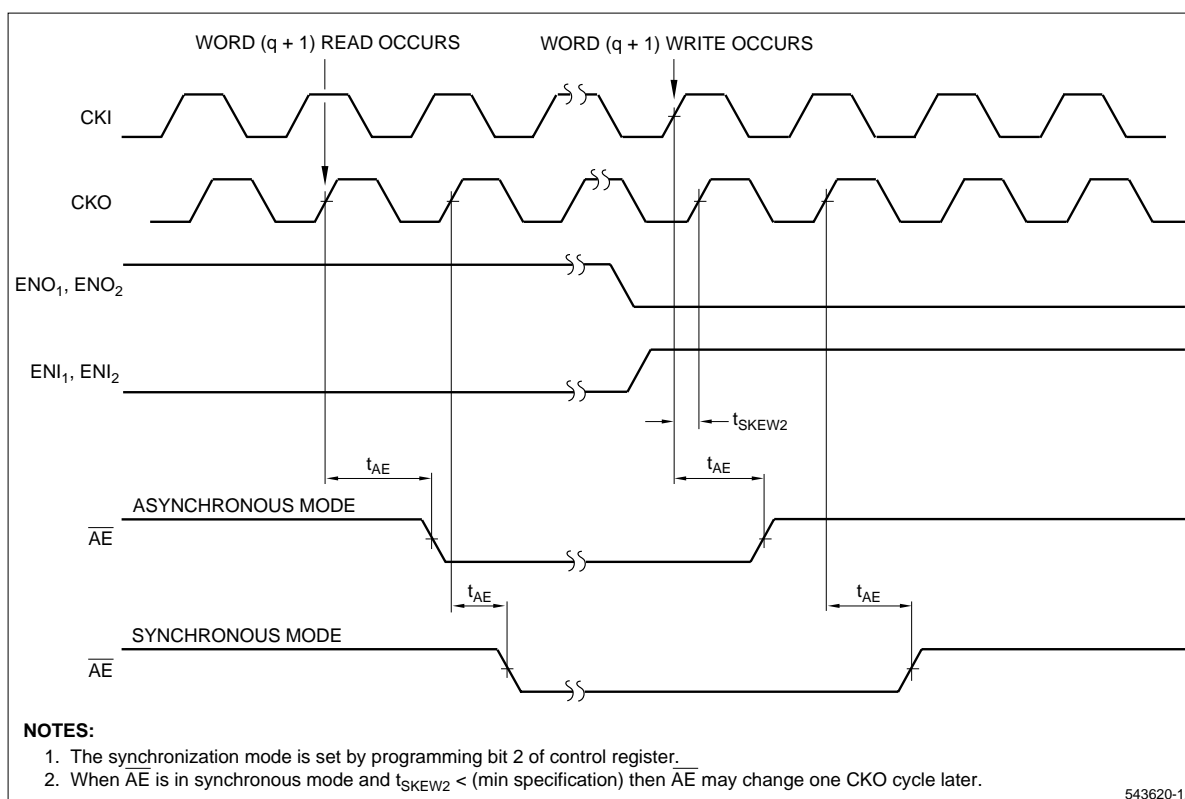 WORD (q + 1) READ OCCURS
WORD (q + 1) WRITE OCCURS
CKI
CKO
ENO1, ENO2
ENI1, ENI2
tSKEW2
tAE
tAE
ASYNCHRONOUS MODE
AE
tAE
tAE
SYNCHRONOUS MODE
AE
NOTES:
1. The synchronization mode is set by programming bit 2 of control register.
2. When AE is in synchronous mode and tSKEW2 < (min specification) then AE may change one CKO cycle later.